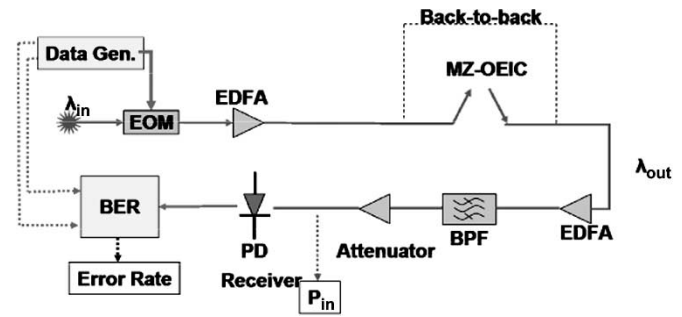 Back-to-back
Data Gen.
MZ-OEIC
λin
EOM
EDFA
λout
BER
PD
Attenuator
BPF
EDFA
Error Rate
Receiver
Pin